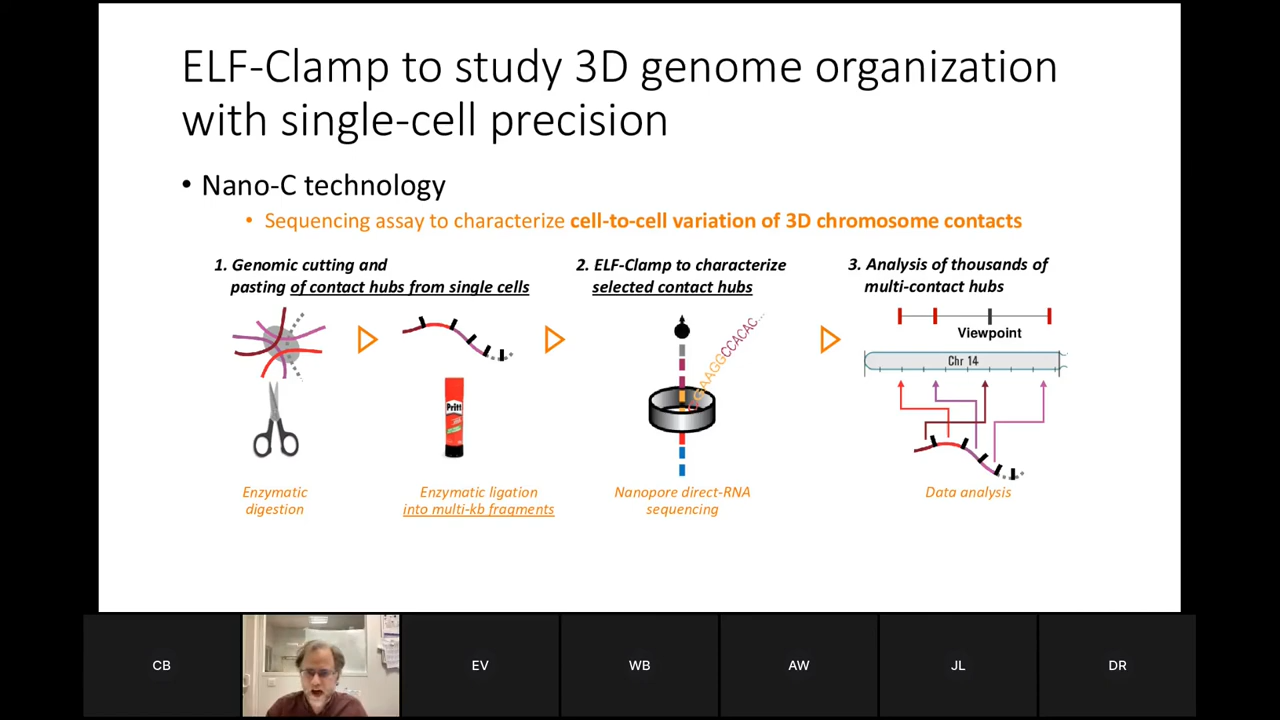 ELF-Clamp to study 3D genome organization
with single-cell precision
• Nano-C technology
• Sequencing assay to characterize cell-to-cell variation of 3D chromosome contacts
1. Genomic cutting and
pasting of contact hubs from single cells
2. ELF-Clamp to characterize
selected contact hubs
3. Analysis of thousands of
multi-contact hubs
Viewpoint
Chr 14
Pritt
Enzymatic
digestion
Enzymatic ligation
into multi-kb fragments
Nanopore direct-RNA
sequencing
Data analysis
CB
EV
WB
AW
JL
DR